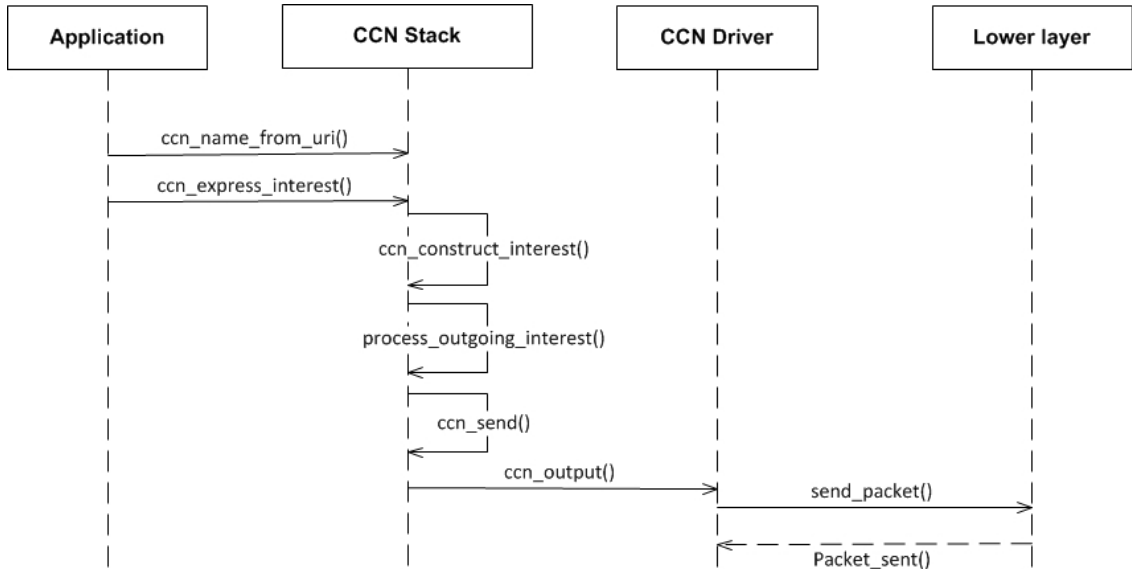 Application
CCN Stack
CCN Driver
Lower layer
ccn_name_from_uri()
ccn_express_interest()
ccn_construct_interest()
process_outgoing_interest()
ccn_send()
ccn_output()
send_packet()
Packet_sent()